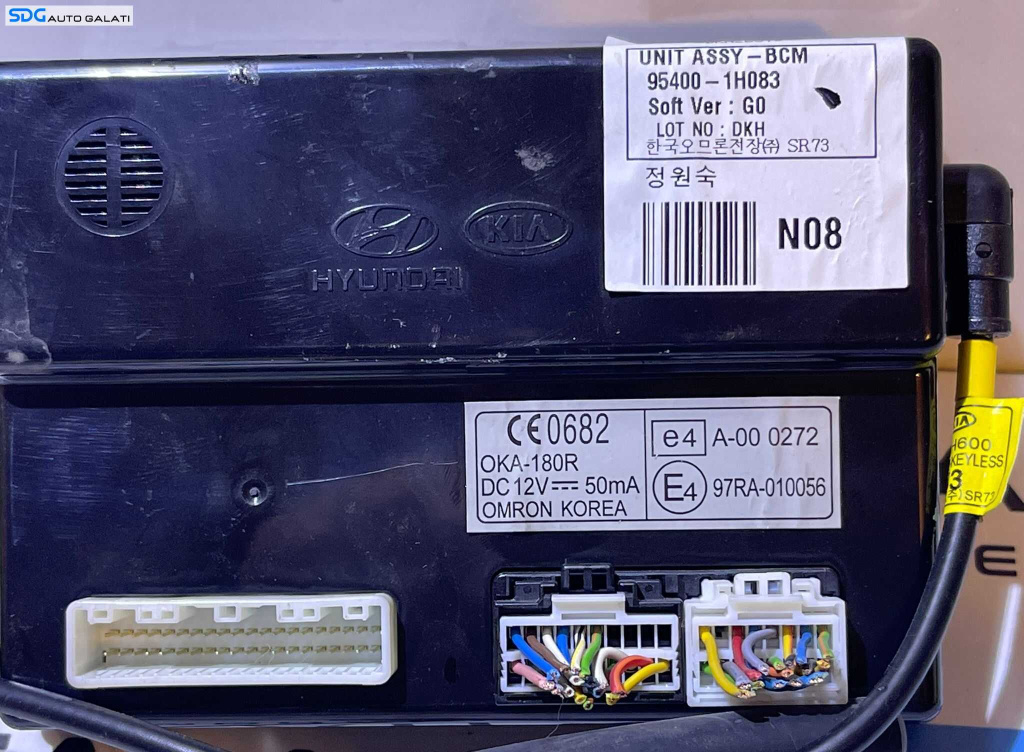 SDG AUTO GALATI
UNIT ASSY-BCM
95400-1H083
Soft Ver : G0
LOT NO : DKH
한국오므론전장(주) SR73
정원숙
N08
HYUNDAI
KIA
CE0682
OKA-180R
DC12V 50mA
OMRON KOREA
e4 A-00 0272
E4 97RA-010056
KIA
H600
KEYLESS
3
주) SR73